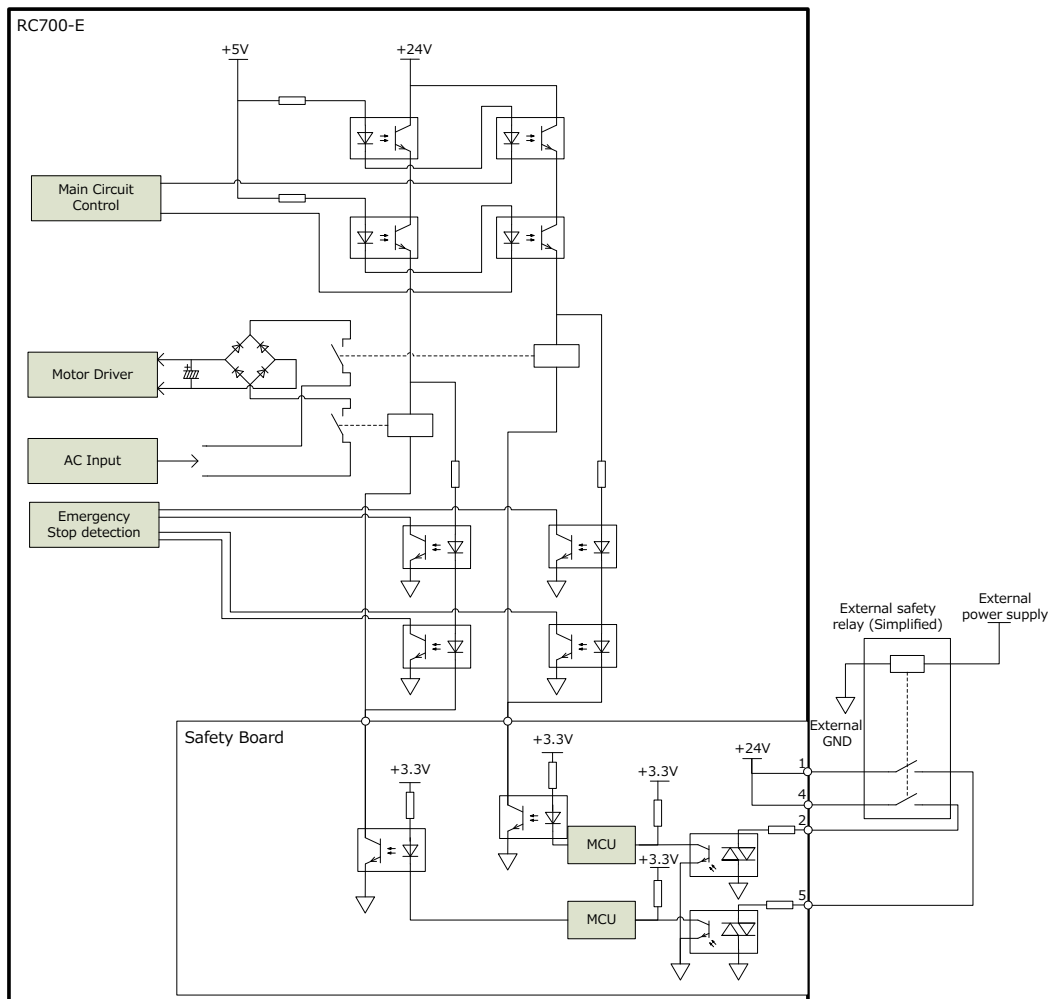 RC700-E
+5V
+24V
Main Circuit
Control
Motor Driver
+
AC Input
Emergency
Stop detection
External safety
relay (Simplified)
External
power supply
External
GND
Safety Board
+3.3V
+3.3V
+3.3V
+24V
1
4
2
MCU
+3.3V
5
MCU